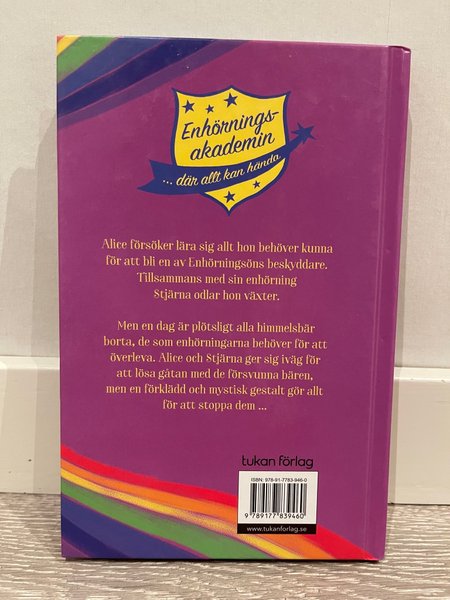 Enhörnings-
akademin
... där allt kan hända
Alice försöker lära sig allt hon behöver kunna
för att bli en av Enhörningsöns beskyddare.
Tillsammans med sin enhörning
Stjärna odlar hon växter.
Men en dag är plötsligt alla himmelsbär
borta, de som enhörningarna behöver för att
överleva. Alice och Stjärna ger sig iväg för
att lösa gåtan med de försvunna bären,
men en förklädd och mystisk gestalt gör allt
för att stoppa dem ...
tukan förlag
ISBN: 978-91-7783-946-0
9 789177 839460
www.tukanforlag.se